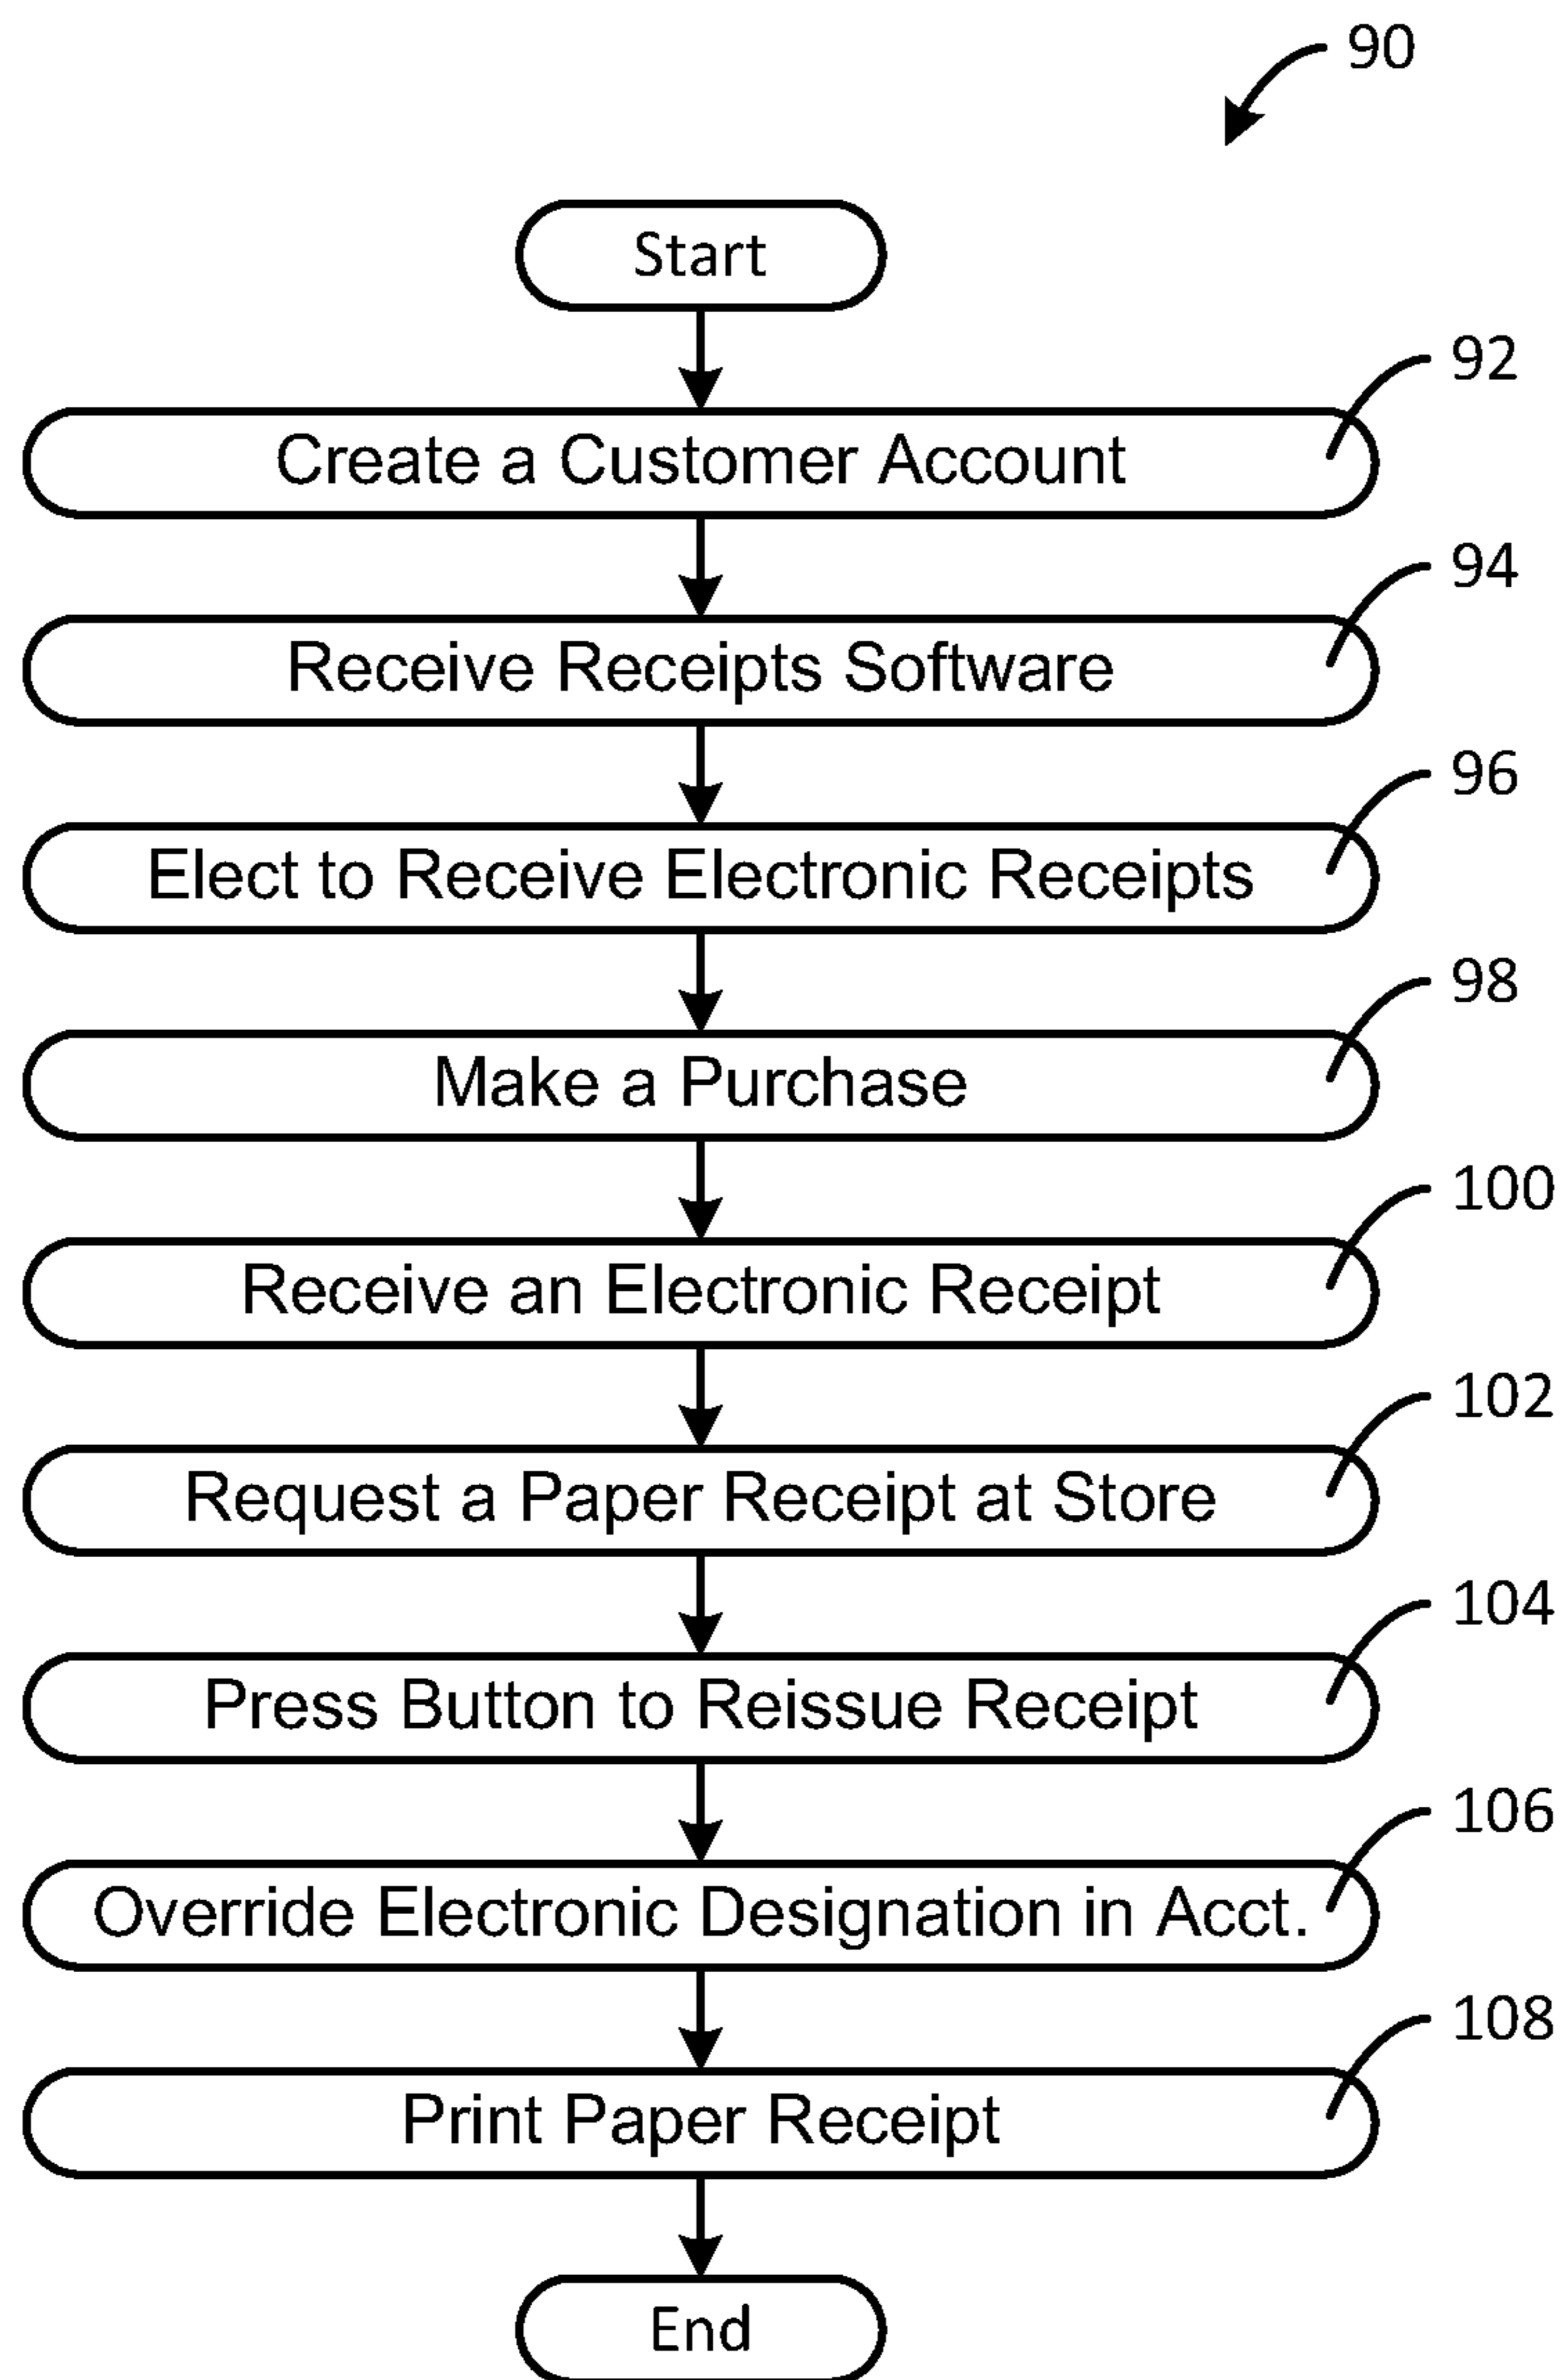 90
Start
92
Create a Customer Account
94
Receive Receipts Software
96
Elect to Receive Electronic Receipts
98
Make a Purchase
100
Receive an Electronic Receipt
102
Request a Paper Receipt at Store
104
Press Button to Reissue Receipt
106
Override Electronic Designation in Acct.
108
Print Paper Receipt
End